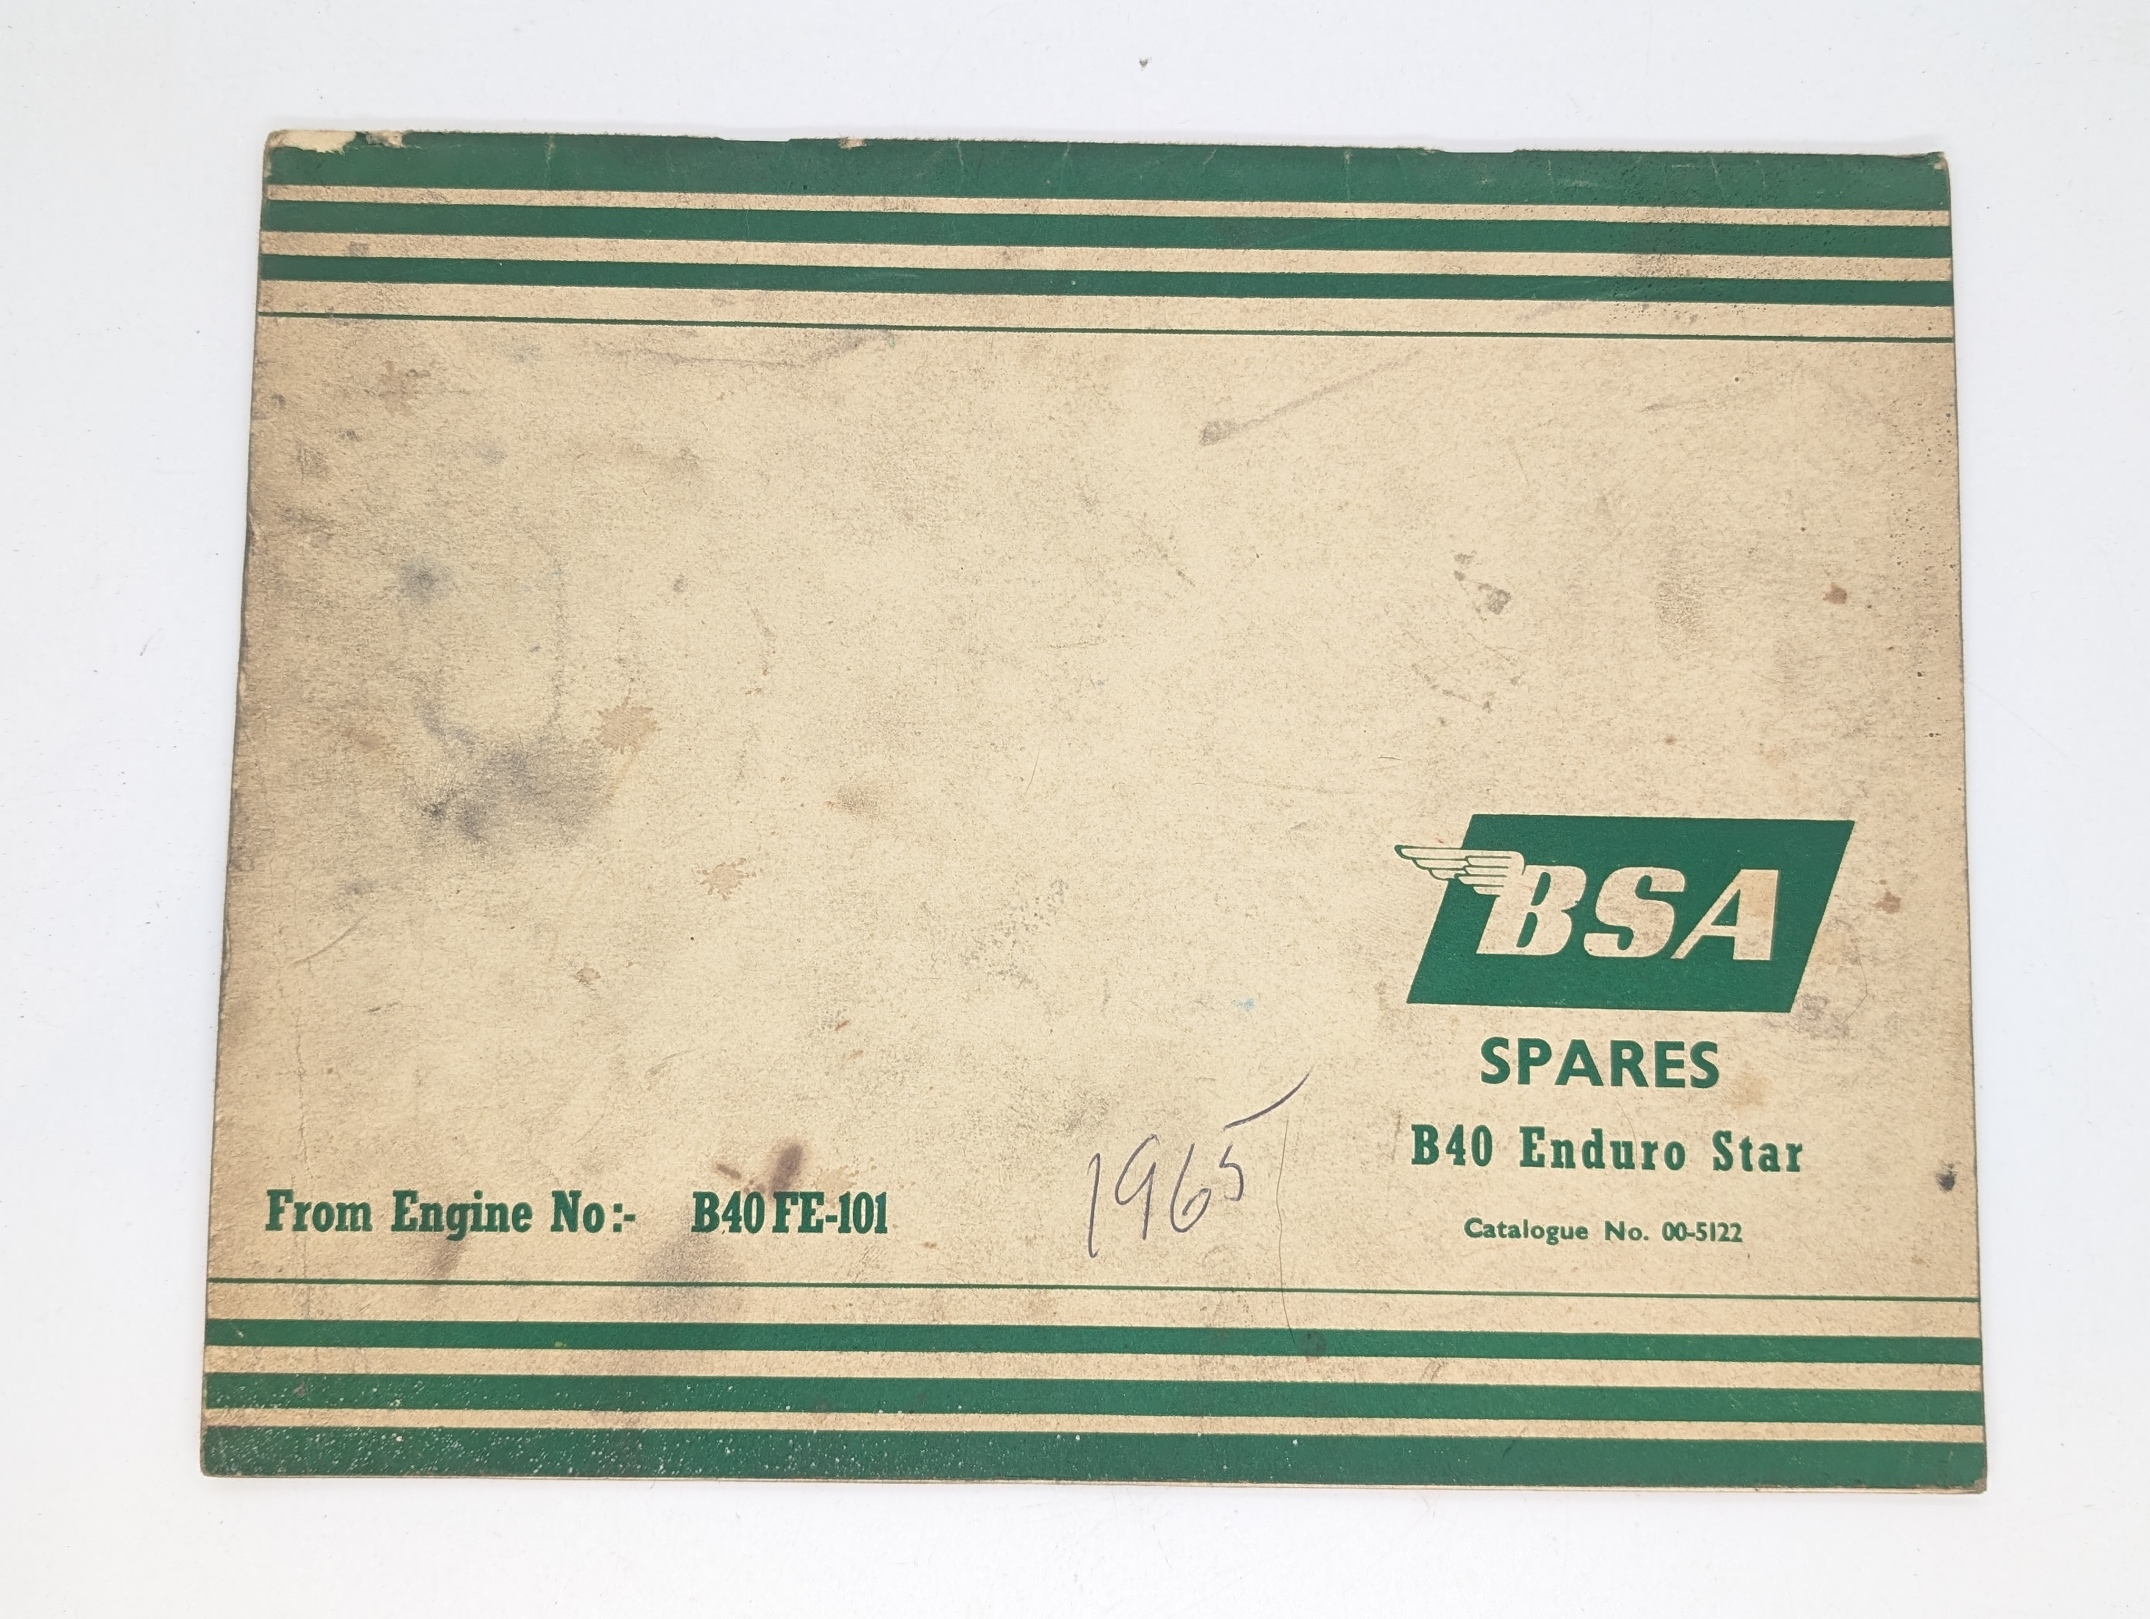 BSA
SPARES
B40 Enduro Star
Catalogue No. 00-5122
From Engine No:- B40 FE-101
1965